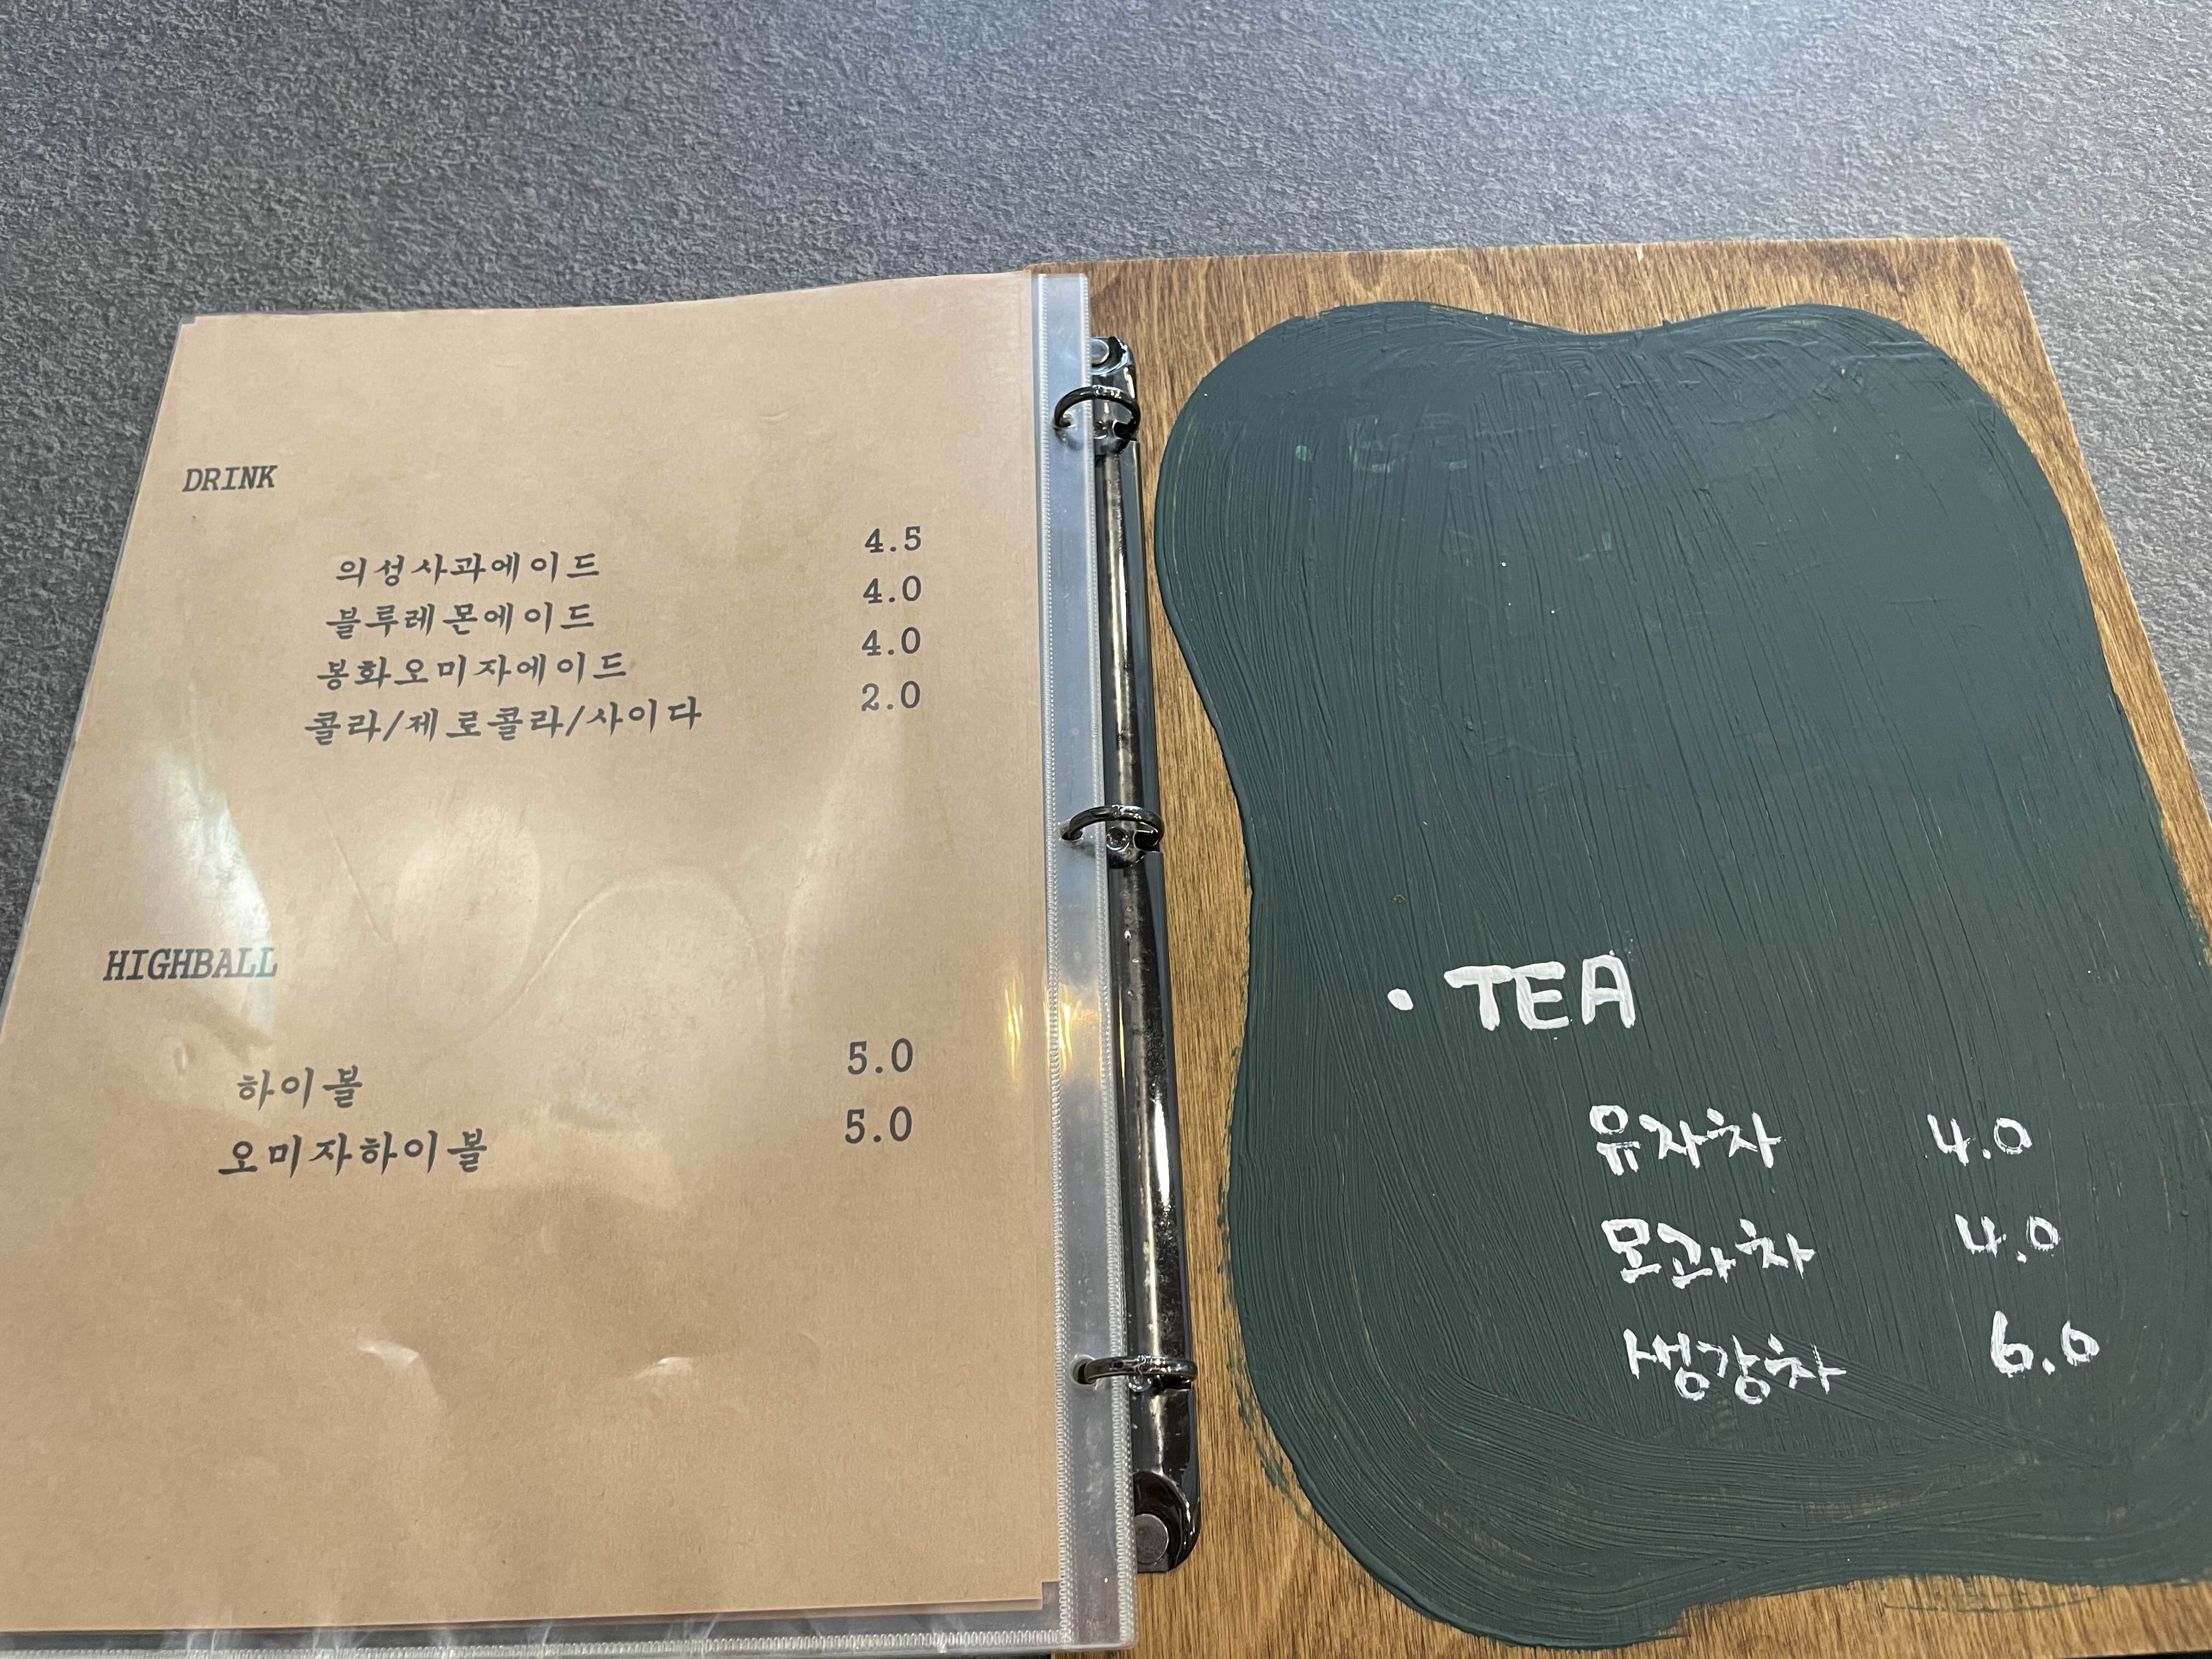 DRINK
의성사과에이드 4.5
블루레몬에이드 4.0
봉화오미자에이드 4.0
콜라/제로콜라/사이다 2.0
HIGHBALL
하이볼 5.0
오미자하이볼 5.0
· TEA
유자차 4.0
모과차 4.0
생강차 6.0